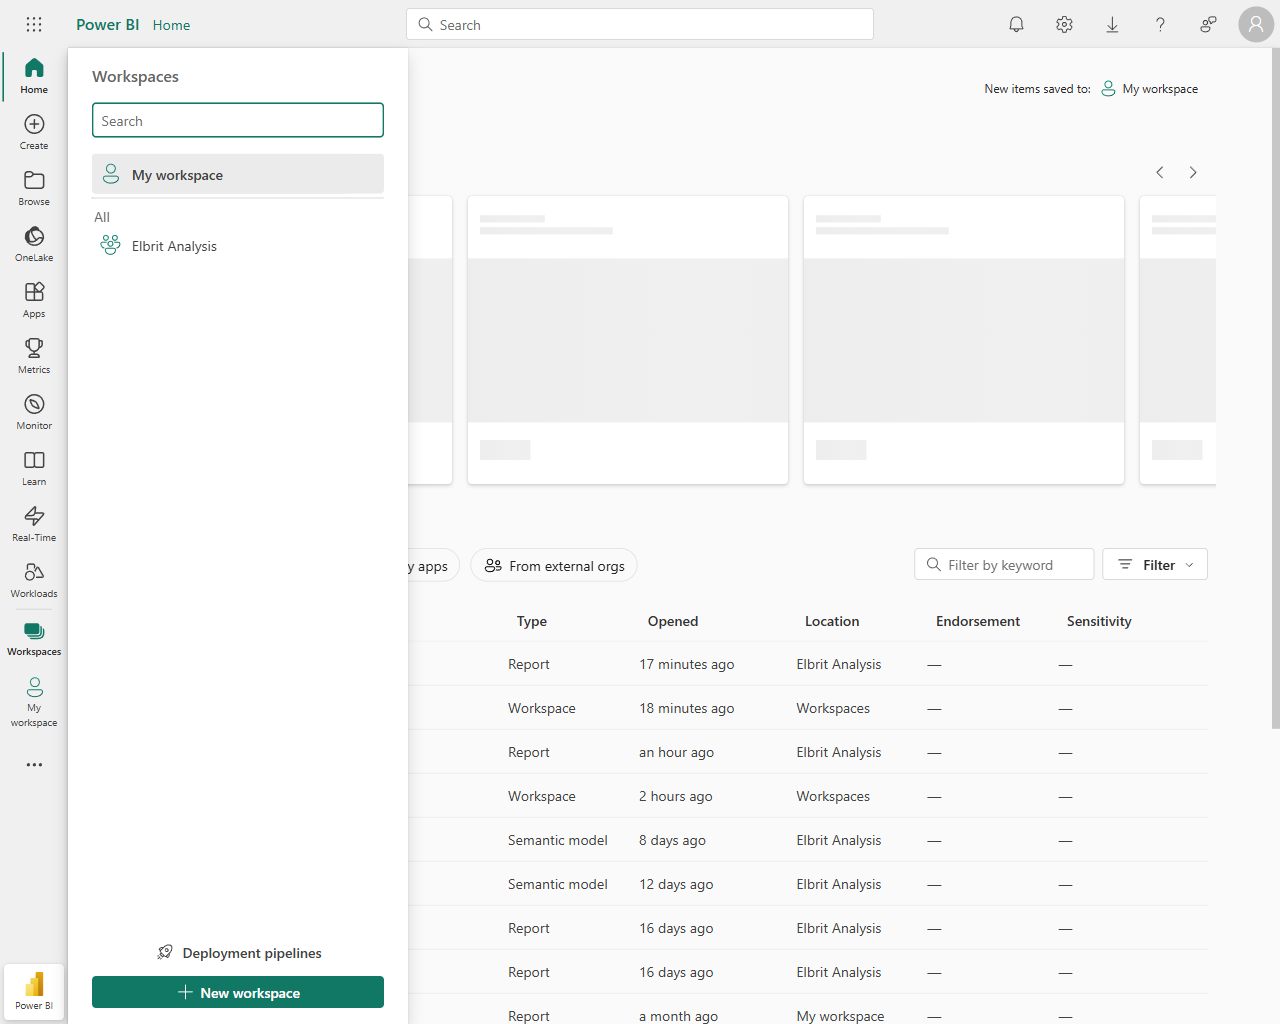 Power BI Home
Search
Home
Create
Browse
OneLake
Apps
Metrics
Monitor
Learn
Real-Time
Workloads
Workspaces
My
workspace
Power BI
Workspaces
Search
My workspace
All
Elbrit Analysis
Deployment pipelines
New workspace
New items saved to: My workspace
y apps
From external orgs
Filter by keyword
Filter
Type Opened Location Endorsement Sensitivity
Report 17 minutes ago Elbrit Analysis — —
Workspace 18 minutes ago Workspaces — —
Report an hour ago Elbrit Analysis — —
Workspace 2 hours ago Workspaces — —
Semantic model 8 days ago Elbrit Analysis — —
Semantic model 12 days ago Elbrit Analysis — —
Report 16 days ago Elbrit Analysis — —
Report 16 days ago Elbrit Analysis — —
Report a month ago My workspace — —